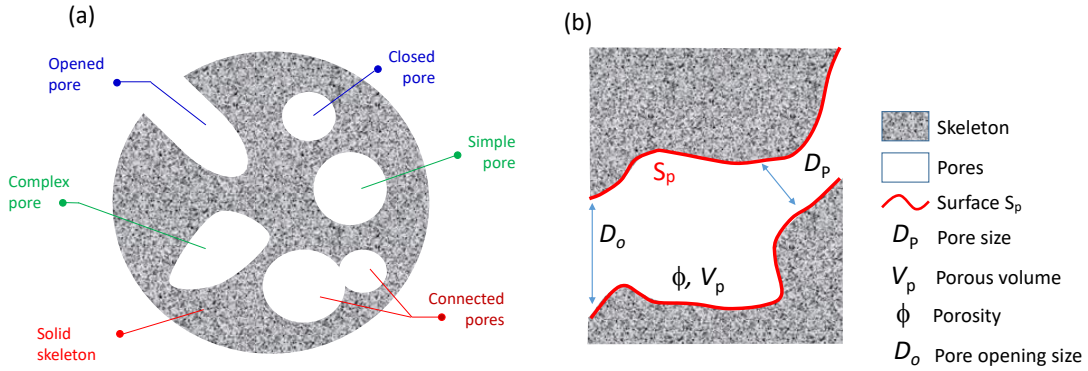 (a)
Opened
pore
Closed
pore
Simple
pore
Complex
pore
Connected
pores
Solid
skeleton
(b)
Sp
DP
Do
ϕ, Vp
Skeleton
Pores
Surface Sp
DP Pore size
Vp Porous volume
ϕ Porosity
Do Pore opening size